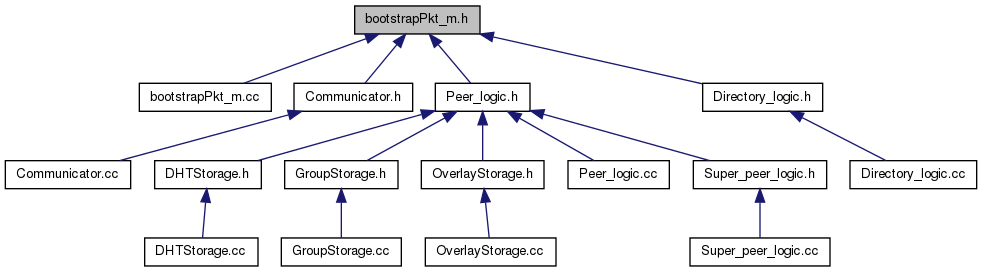 bootstrapPkt_m.h
bootstrapPkt_m.cc
Communicator.h
Peer_logic.h
Directory_logic.h
Communicator.cc
DHTStorage.h
GroupStorage.h
OverlayStorage.h
Peer_logic.cc
Super_peer_logic.h
Directory_logic.cc
DHTStorage.cc
GroupStorage.cc
OverlayStorage.cc
Super_peer_logic.cc